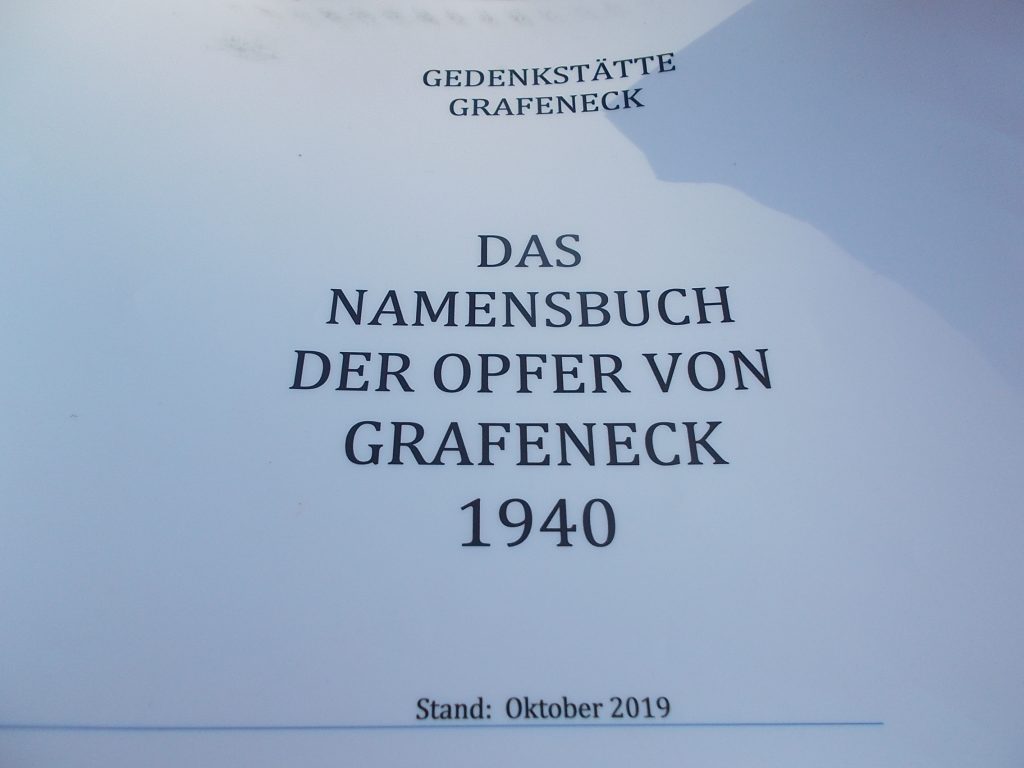 GEDENKSTÄTTE
GRAFENECK
DAS
NAMENSBUCH
DER OPFER VON
GRAFENECK
1940
Stand: Oktober 2019